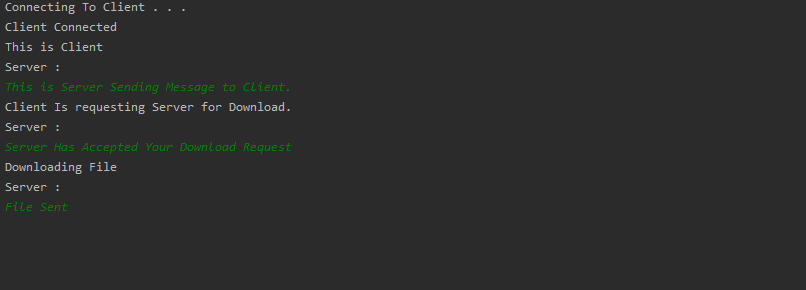 Connecting To Client . . .
Client Connected
This is Client
Server :
This is Server Sending Message to Client.
Client Is requesting Server for Download.
Server :
Server Has Accepted Your Download Request
Downloading File
Server :
File Sent